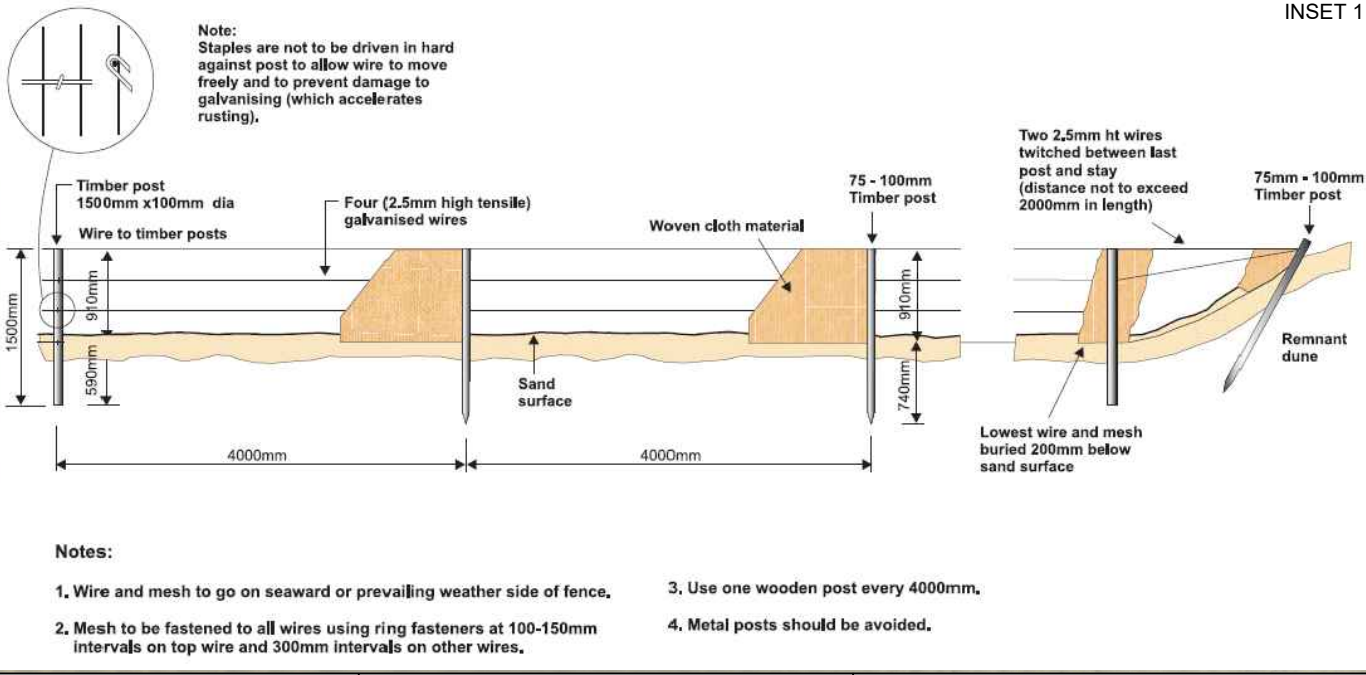 INSET 1
Note:
Staples are not to be driven in hard
against post to allow wire to move
freely and to prevent damage to
galvanising (which accelerates
rusting).
Timber post
1500mm x100mm dia
Wire to timber posts
Four (2.5mm high tensile)
galvanised wires
Woven cloth material
75 - 100mm
Timber post
Two 2.5mm ht wires
twitched between last
post and stay
(distance not to exceed
2000mm in length)
75mm - 100mm
Timber post
1500mm
910mm
590mm
910mm
740mm
Sand
surface
Remnant
dune
Lowest wire and mesh
buried 200mm below
sand surface
4000mm
4000mm
Notes:
1. Wire and mesh to go on seaward or prevailing weather side of fence.
2. Mesh to be fastened to all wires using ring fasteners at 100-150mm
intervals on top wire and 300mm intervals on other wires.
3. Use one wooden post every 4000mm.
4. Metal posts should be avoided.